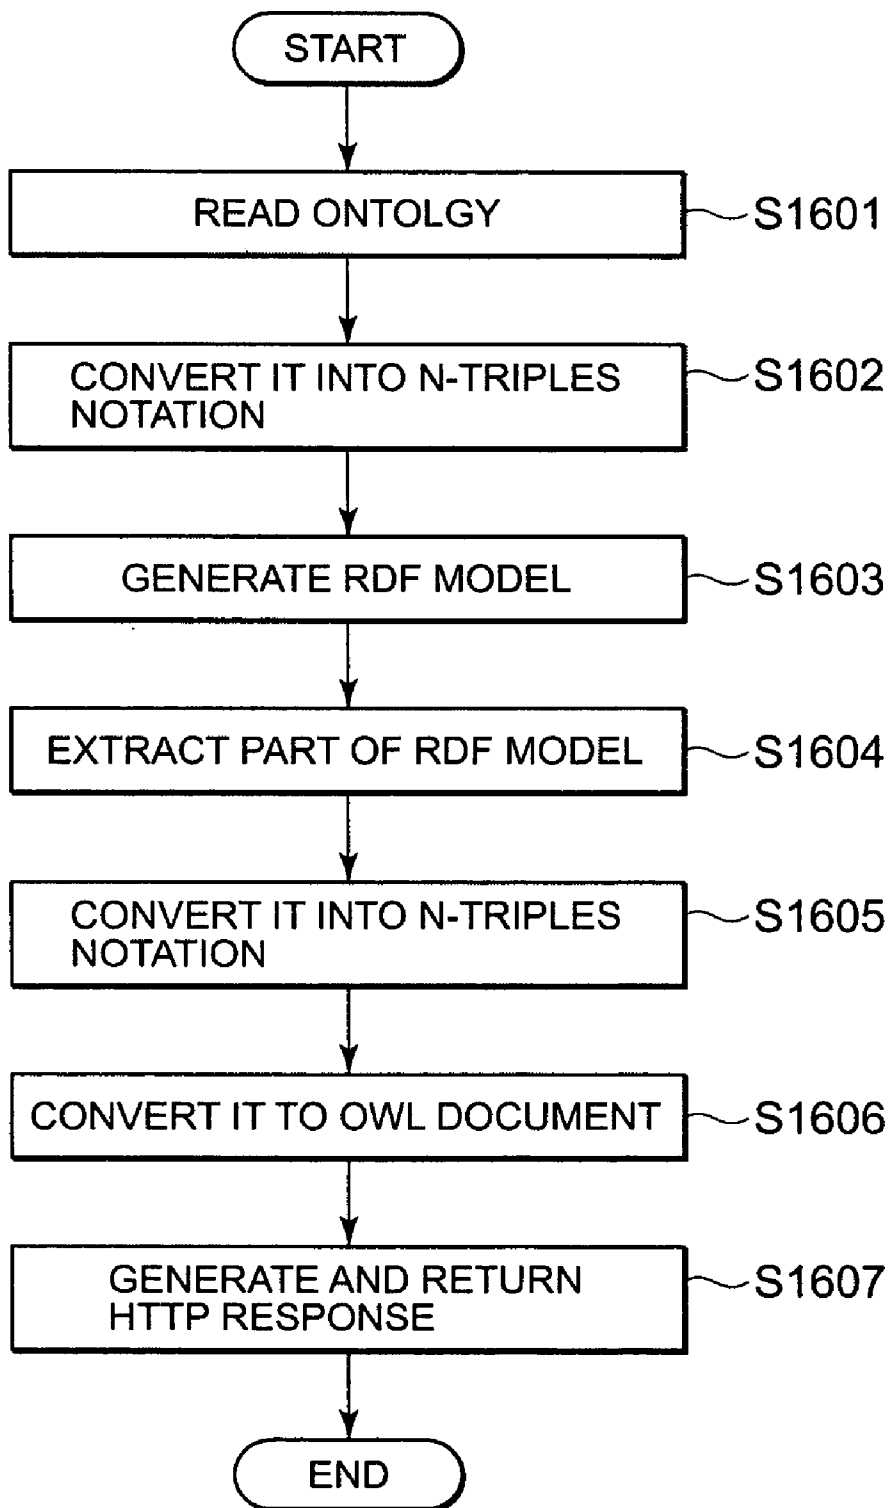 START
READ ONTOLGY
S1601
CONVERT IT INTO N-TRIPLES
NOTATION
S1602
GENERATE RDF MODEL
S1603
EXTRACT PART OF RDF MODEL
S1604
CONVERT IT INTO N-TRIPLES
NOTATION
S1605
CONVERT IT TO OWL DOCUMENT
S1606
GENERATE AND RETURN
HTTP RESPONSE
S1607
END